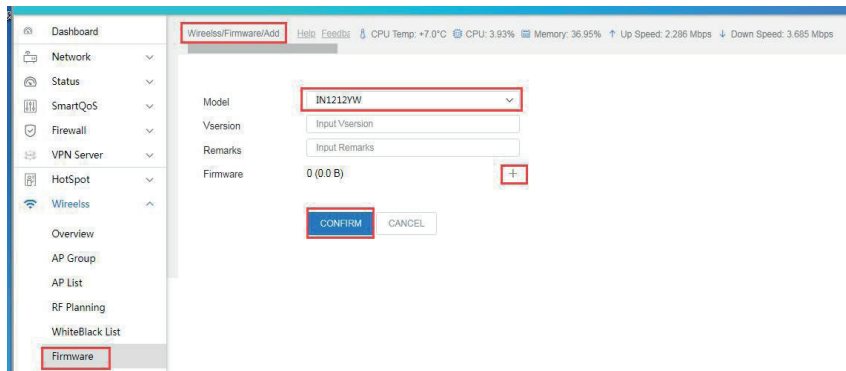 Dashboard
Network
Status
SmartQoS
Firewall
VPN Server
HotSpot
Wireelss
Overview
AP Group
AP List
RF Planning
WhiteBlack List
Firmware
Wireelss/Firmware/Add Help Feedbs CPU Temp: +7.0°C CPU: 3.93% Memory: 36.95% ↑ Up Speed: 2.286 Mbps ↓ Down Speed: 3.685 Mbps
Model IN1212YW
Vsersion Input Vsersion
Remarks Input Remarks
Firmware 0 (0.0 B) +
CONFIRM CANCEL